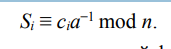 Sᵢ ≡ cᵢa⁻¹ mod n.